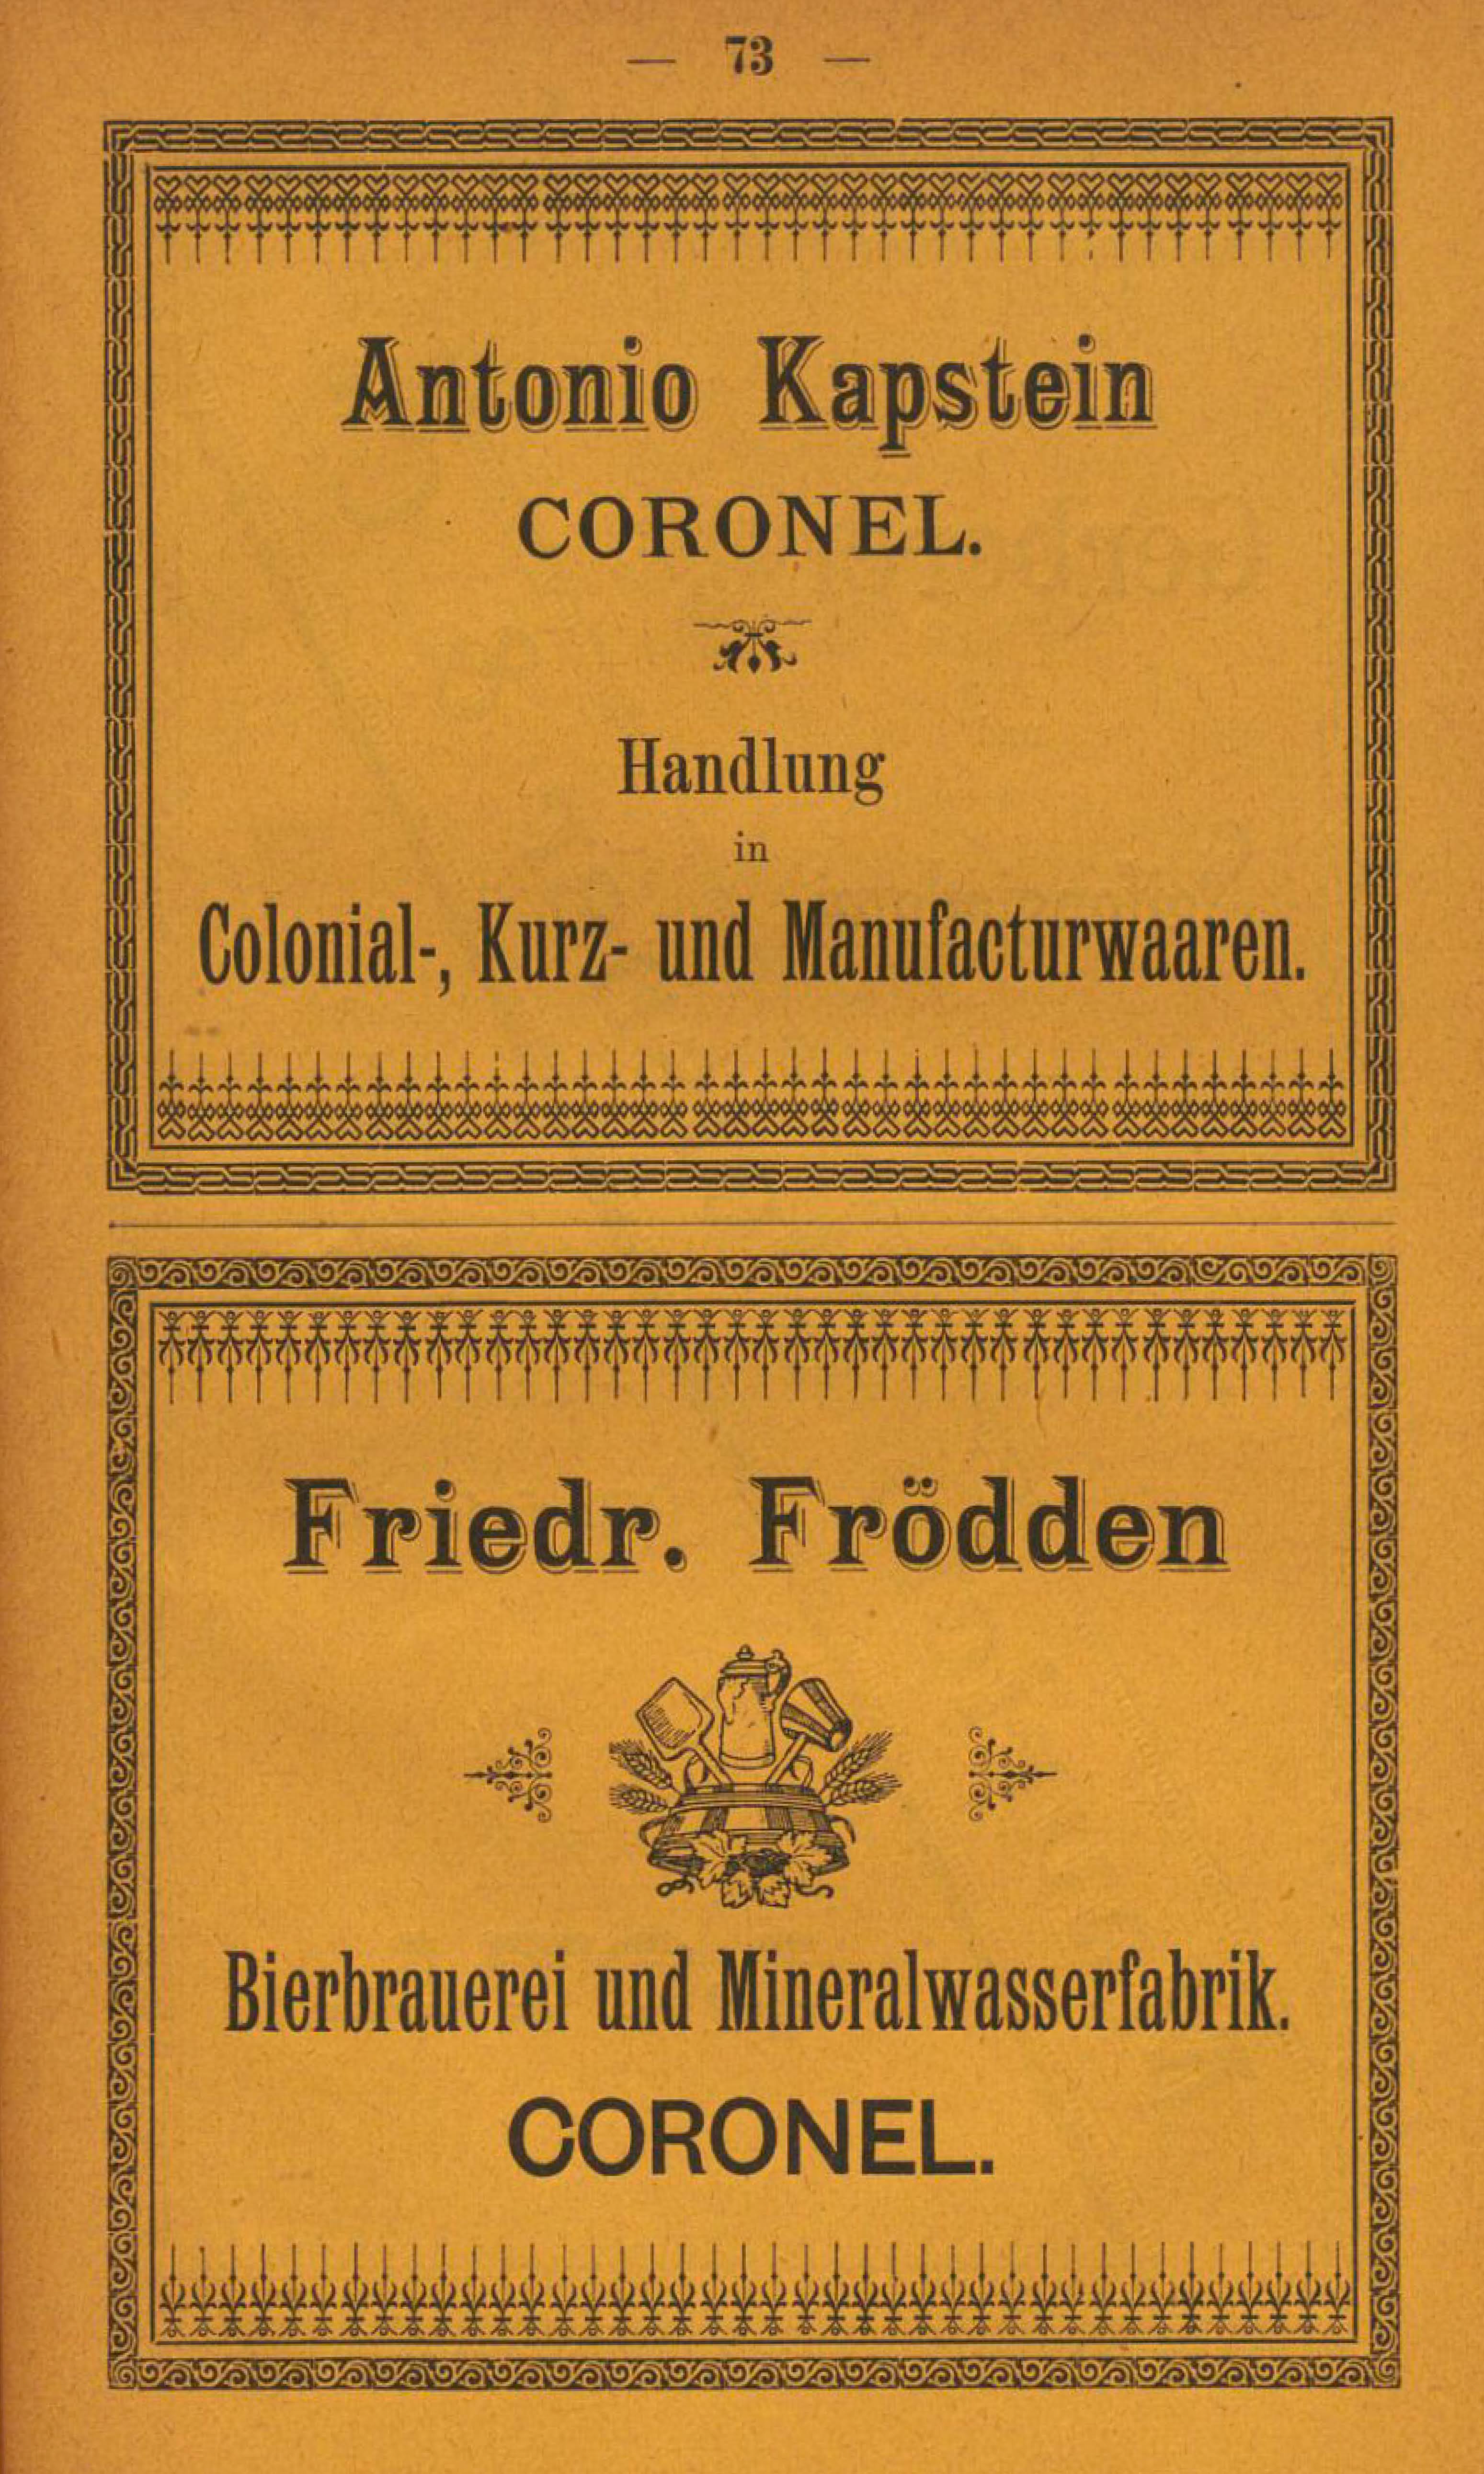 — 73 —
Antonio Kapstein
CORONEL.
Handlung
in
Colonial-, Kurz- und Manufacturwaaren.
Friedr. Frödden
Bierbrauerei und Mineralwasserfabrik.
CORONEL.